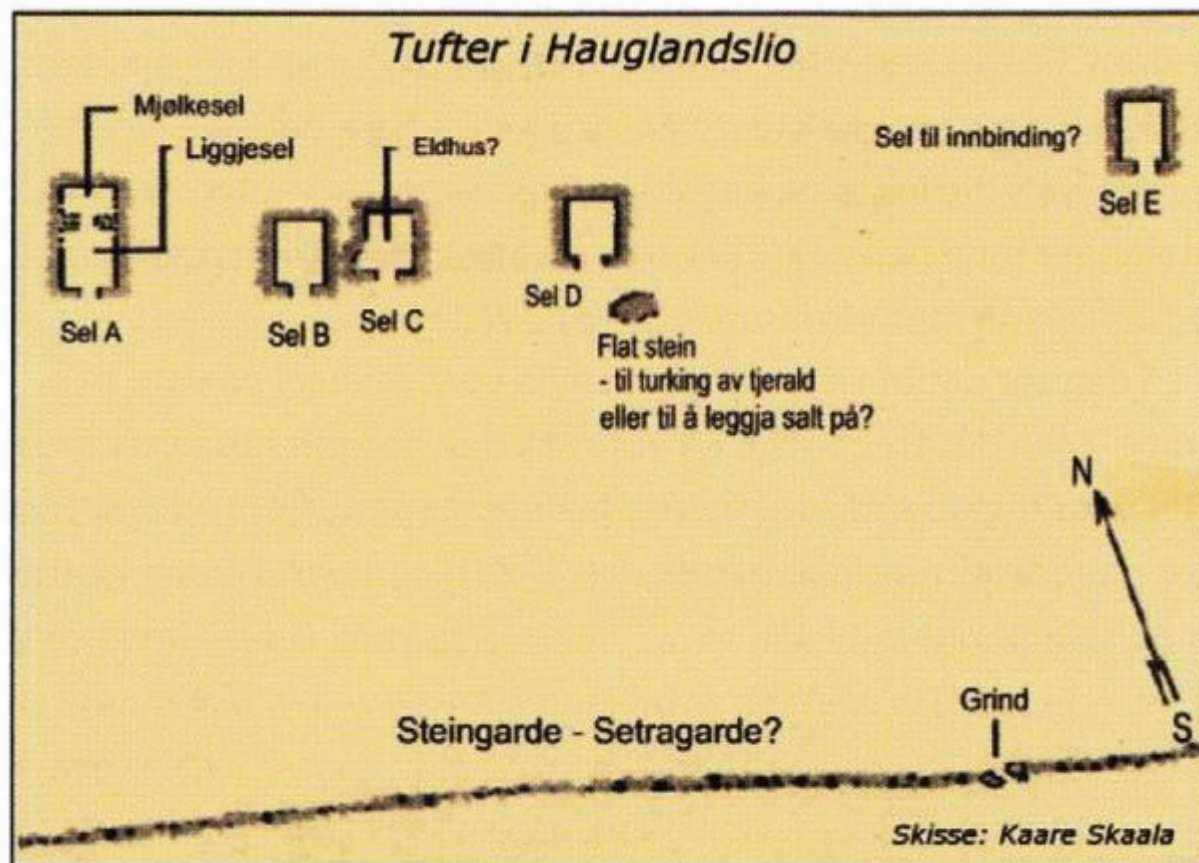 Tufter i Hauglandslio
Mjølkesel
Liggjesel
Eldhus?
Sel til innbinding?
Sel A
Sel B
Sel C
Sel D
Sel E
Flat stein
- til turking av tjerald
eller til å leggja salt på?
N
S
Grind
Steingarde - Setragarde?
Skisse: Kaare Skaala